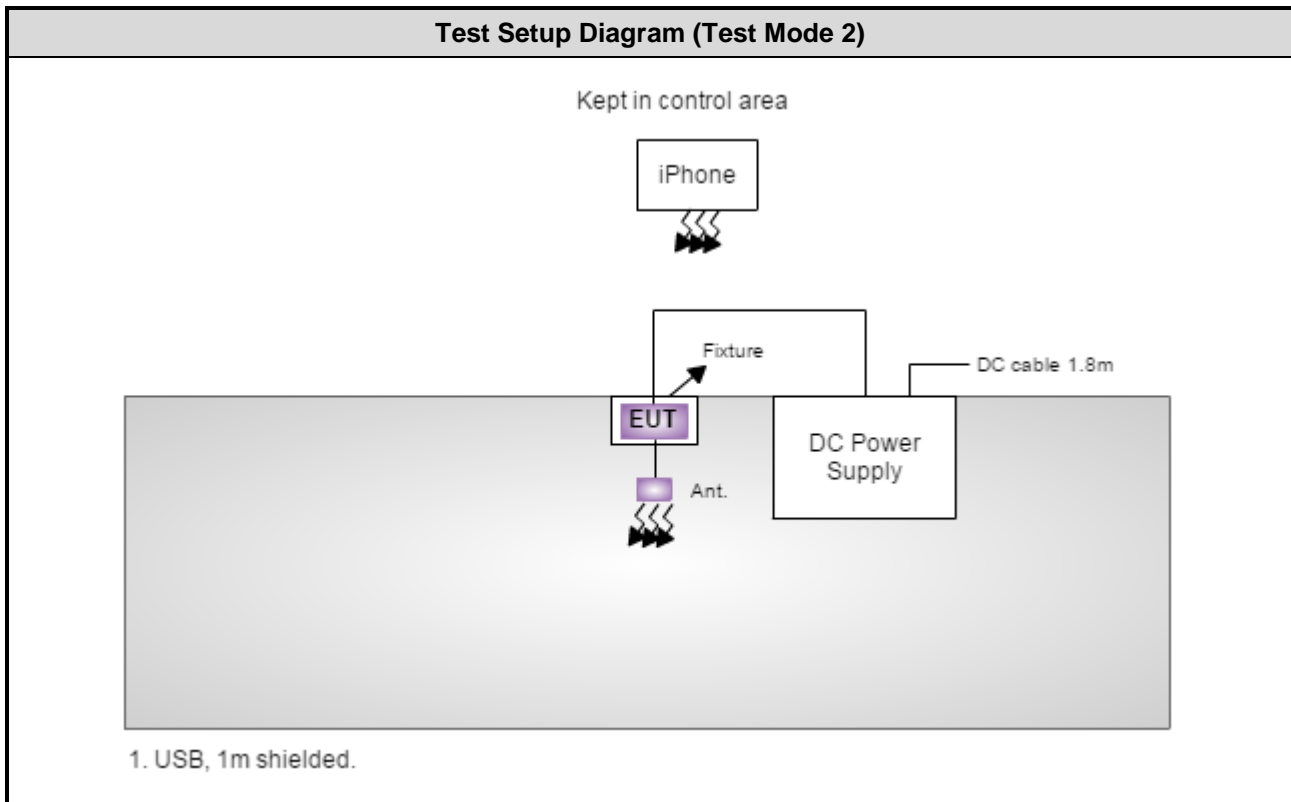 Test Setup Diagram (Test Mode 2)
Kept in control area
iPhone
Fixture
DC cable 1.8m
EUT
DC Power
Supply
Ant.
1. USB, 1m shielded.